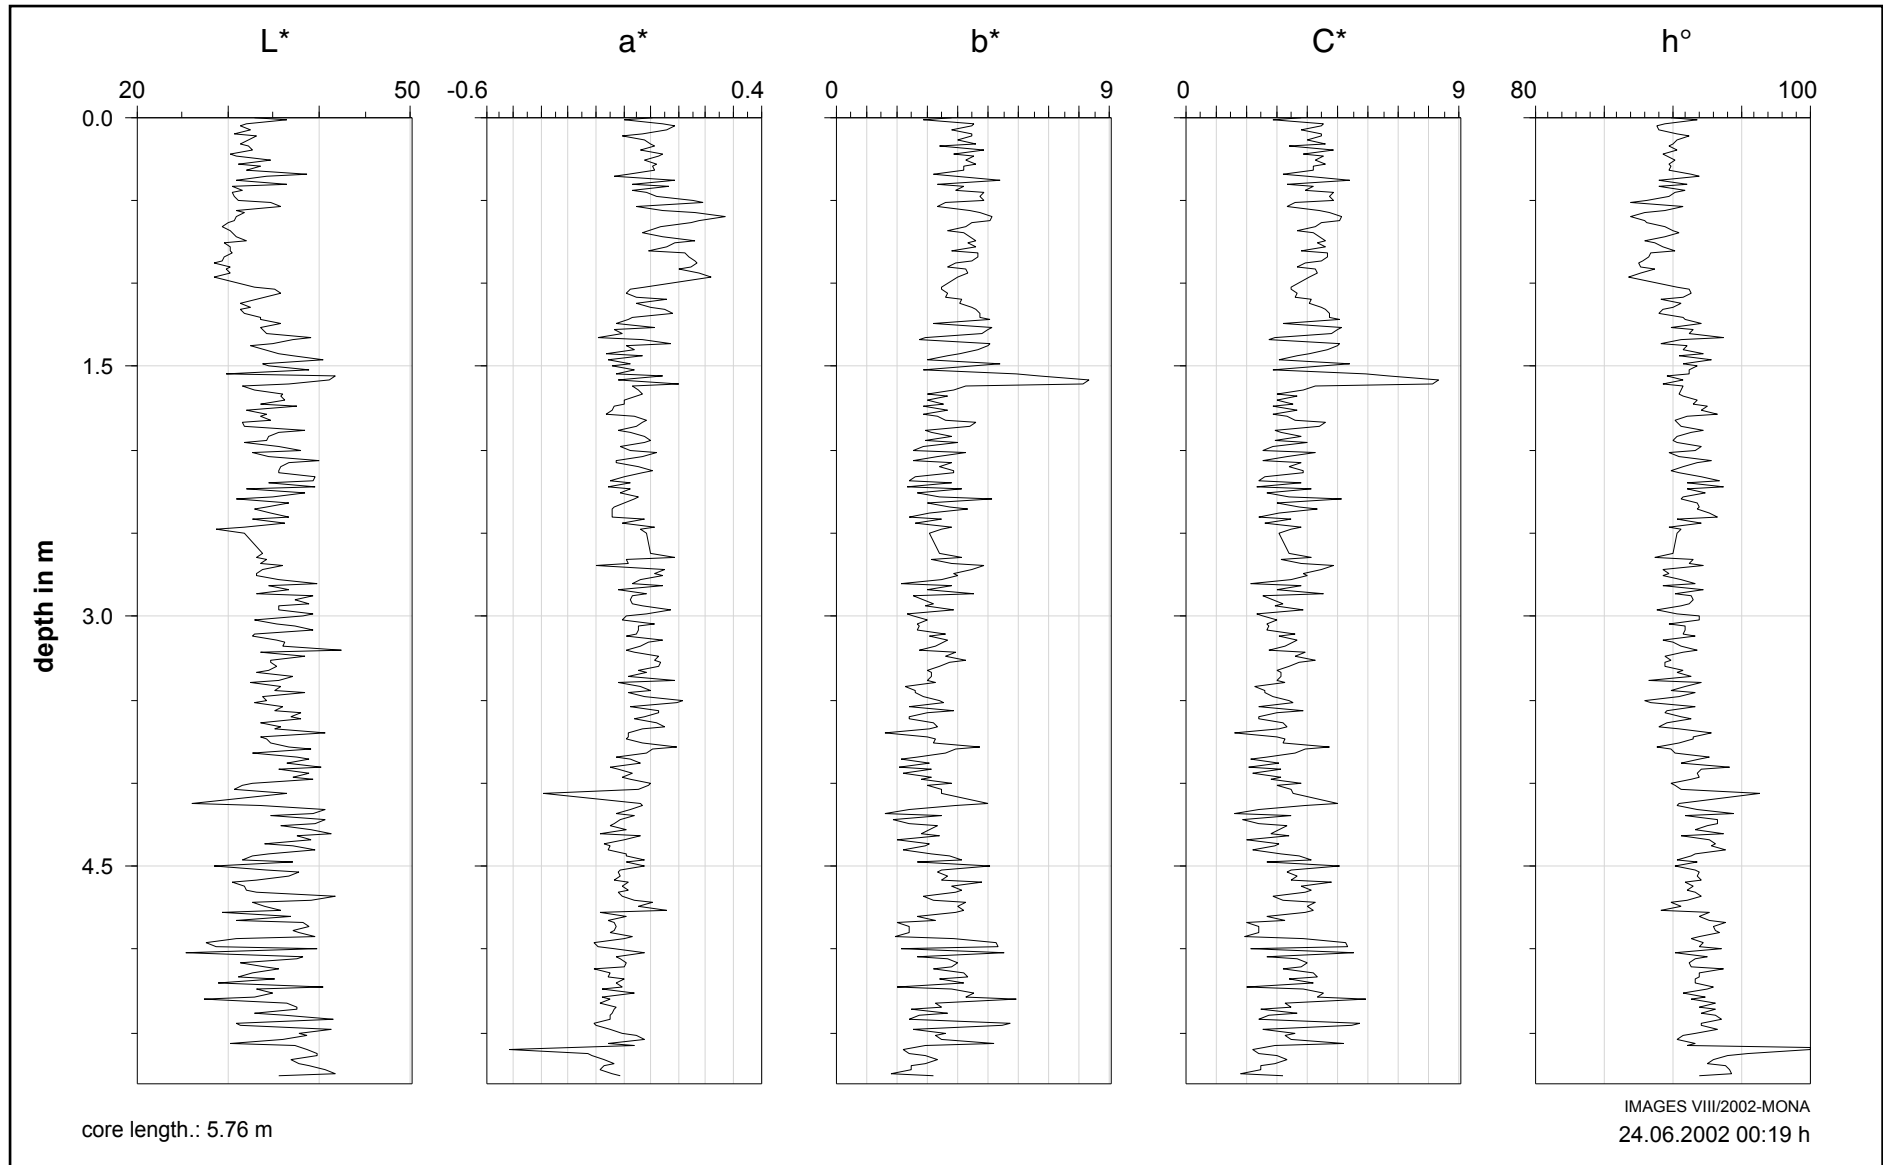 L* a* b* C* h°
20 50 -0.6 0.4 0 9 0 9 80 100
0.0
1.5
3.0
4.5
depth in m
core length.: 5.76 m
IMAGES VIII/2002-MONA
24.06.2002 00:19 h